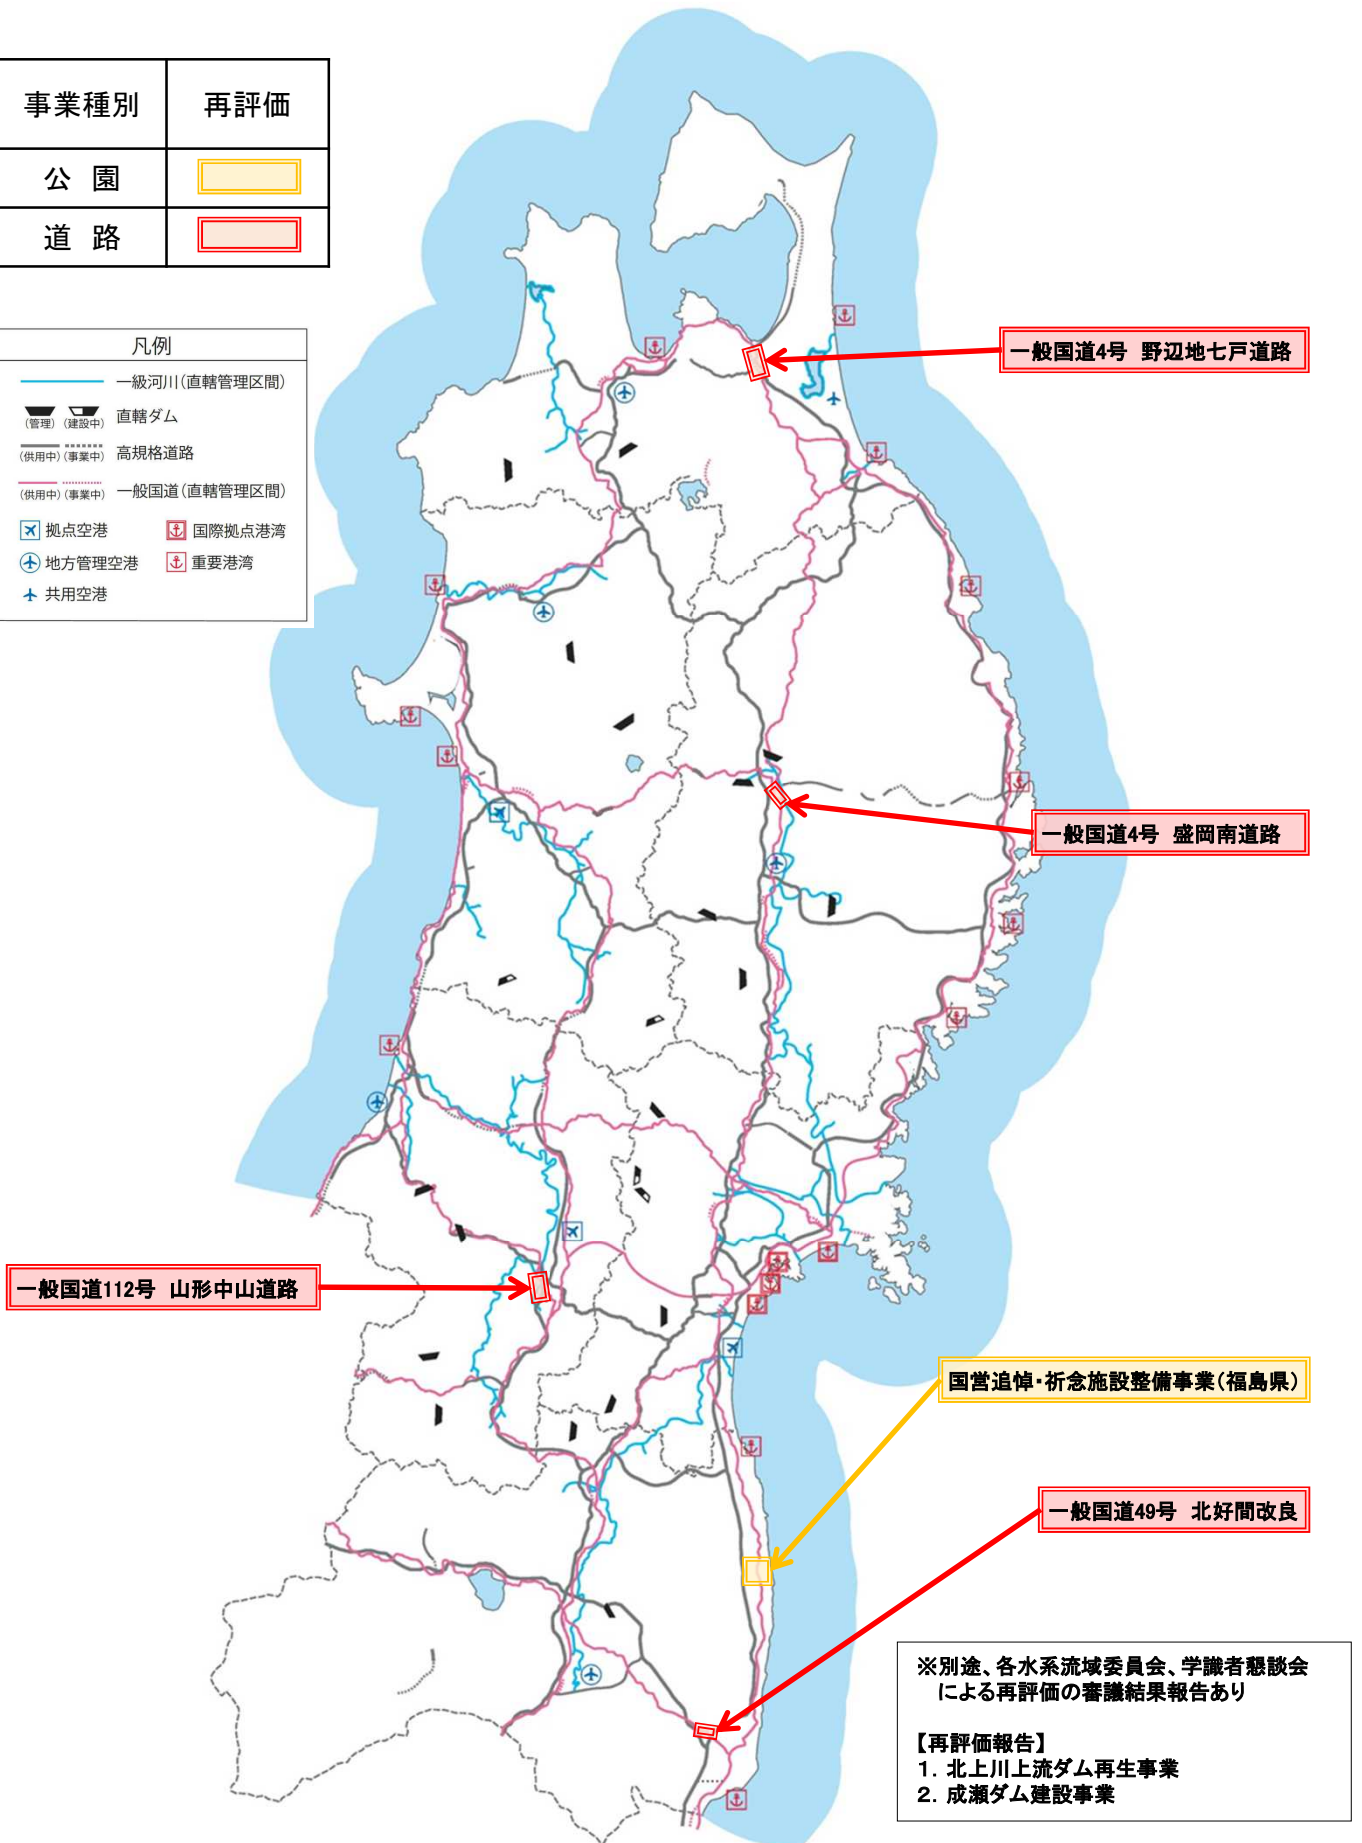 事業種別 再評価
公 園
道 路
凡例
一級河川(直轄管理区間)
(管理) (建設中) 直轄ダム
(供用中) (事業中) 高規格道路
(供用中) (事業中) 一般国道(直轄管理区間)
拠点空港 国際拠点港湾
地方管理空港 重要港湾
共用空港
一般国道4号 野辺地七戸道路
一般国道4号 盛岡南道路
一般国道112号 山形中山道路
国営追悼・祈念施設整備事業(福島県)
一般国道49号 北好間改良
※別途、各水系流域委員会、学識者懇談会
による再評価の審議結果報告あり
【再評価報告】
1. 北上川上流ダム再生事業
2. 成瀬ダム建設事業